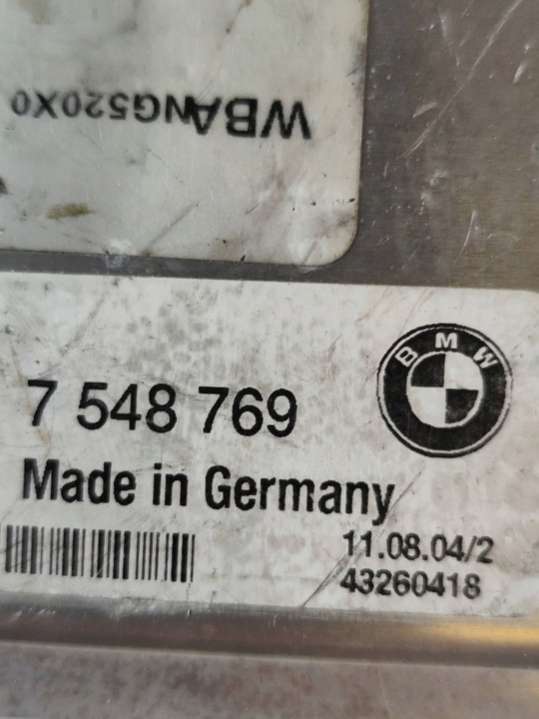 WBANG520X0
7 548 769
BMW
Made in Germany
11.08.04/2
43260418